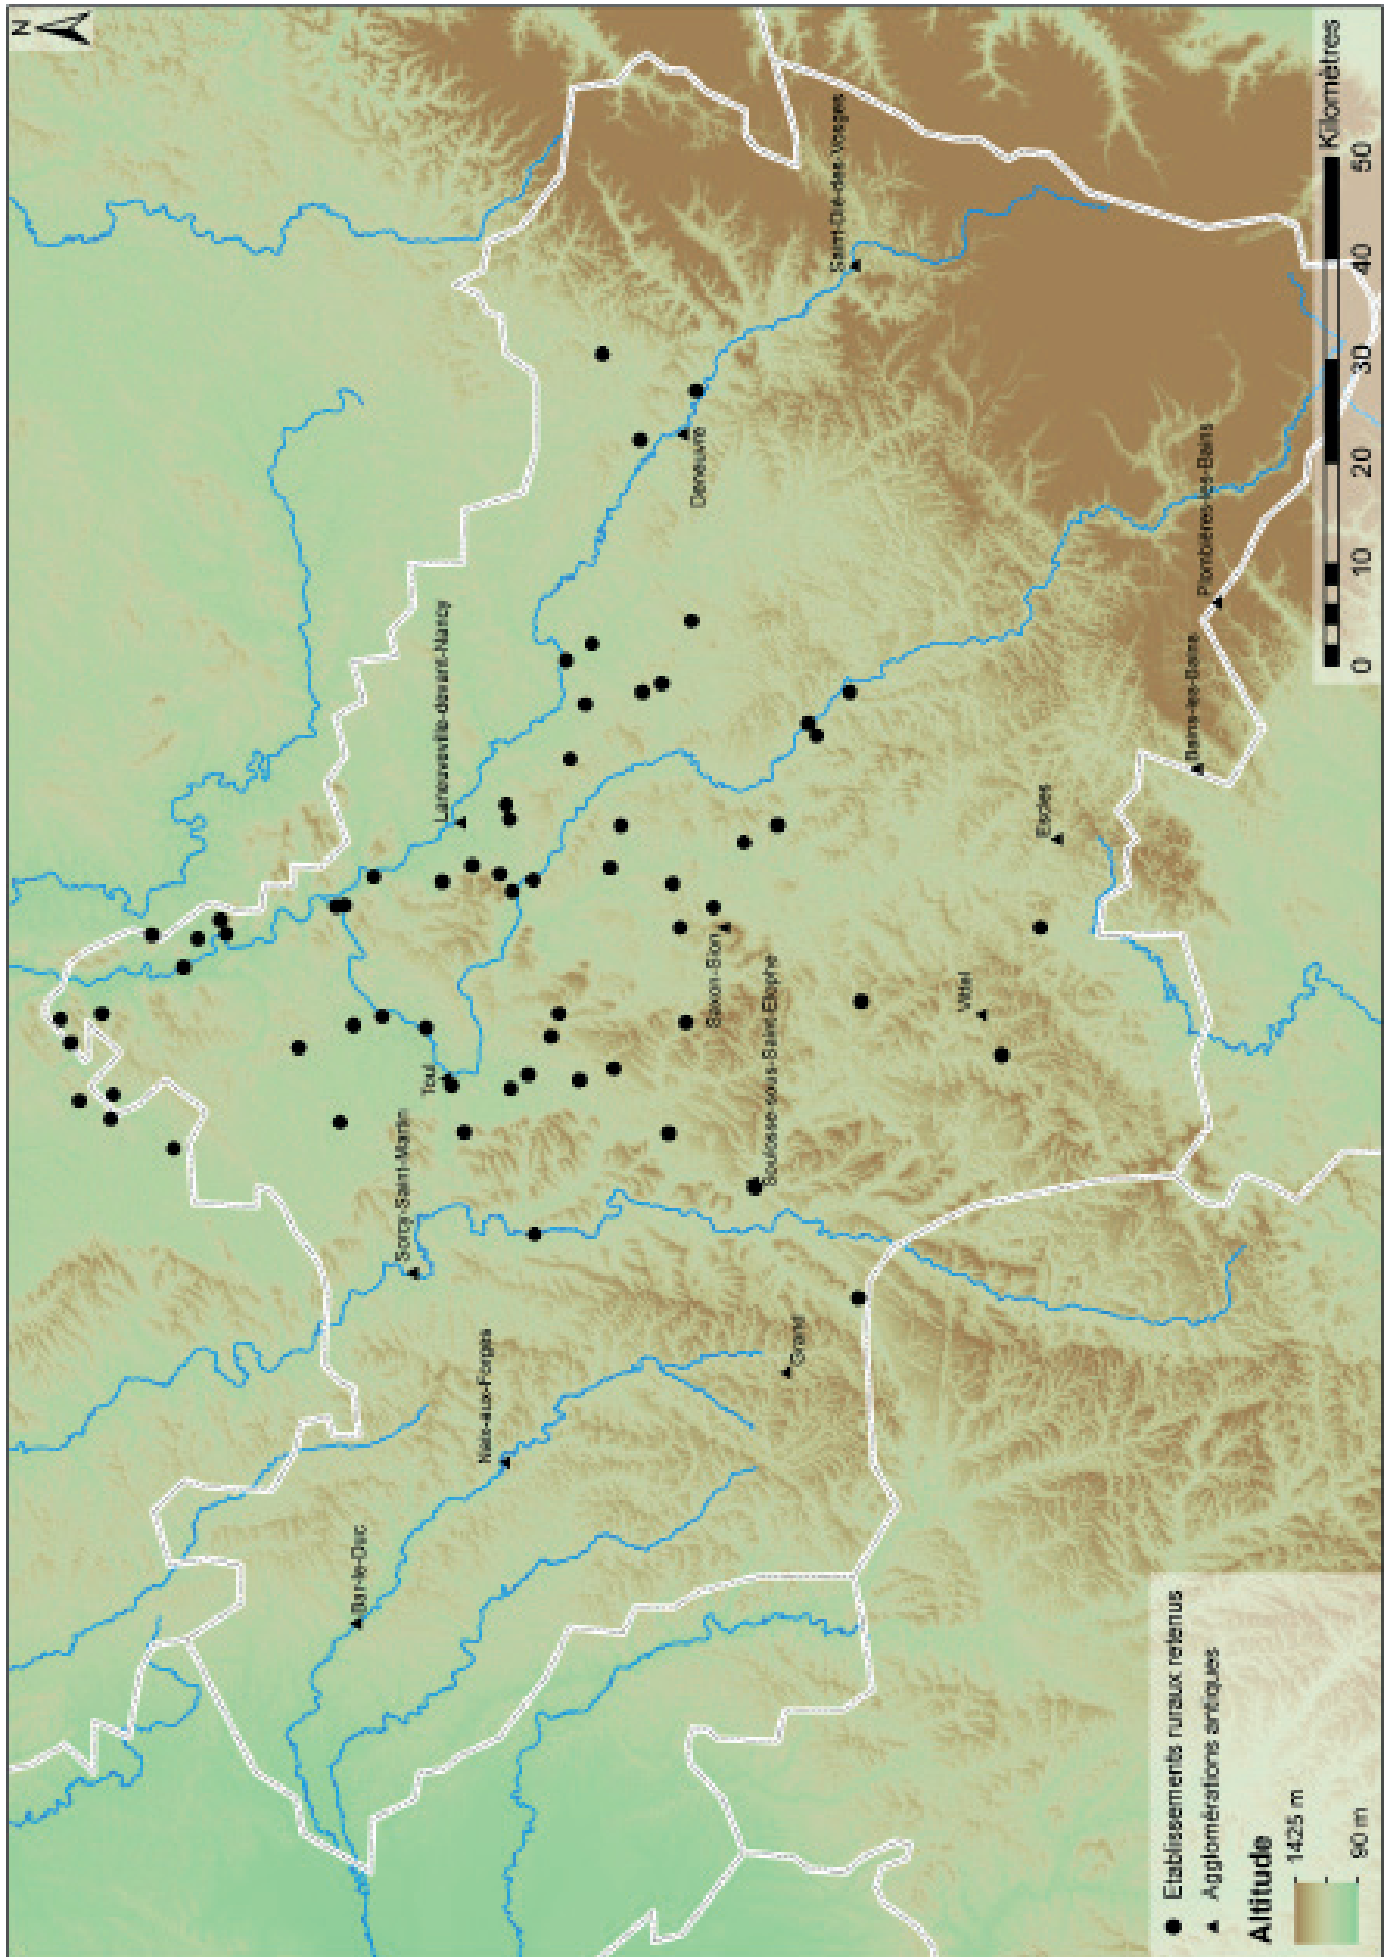 N
Saint-Dié-des-Vosges
Deneuvre
Laneuveville-devant-Nancy
Plombières-les-Bains
Bains-les-Bains
Escles
Saxon-Sion
Vittel
Toul
Soulosse-sous-Saint-Elophe
Sorcy-Saint-Martin
Grand
Naix-aux-Forges
Bar-le-Duc
Kilomètres
0 10 20 30 40 50
Etablissements ruraux retenus
Agglomérations antiques
Altitude
1425 m
90 m